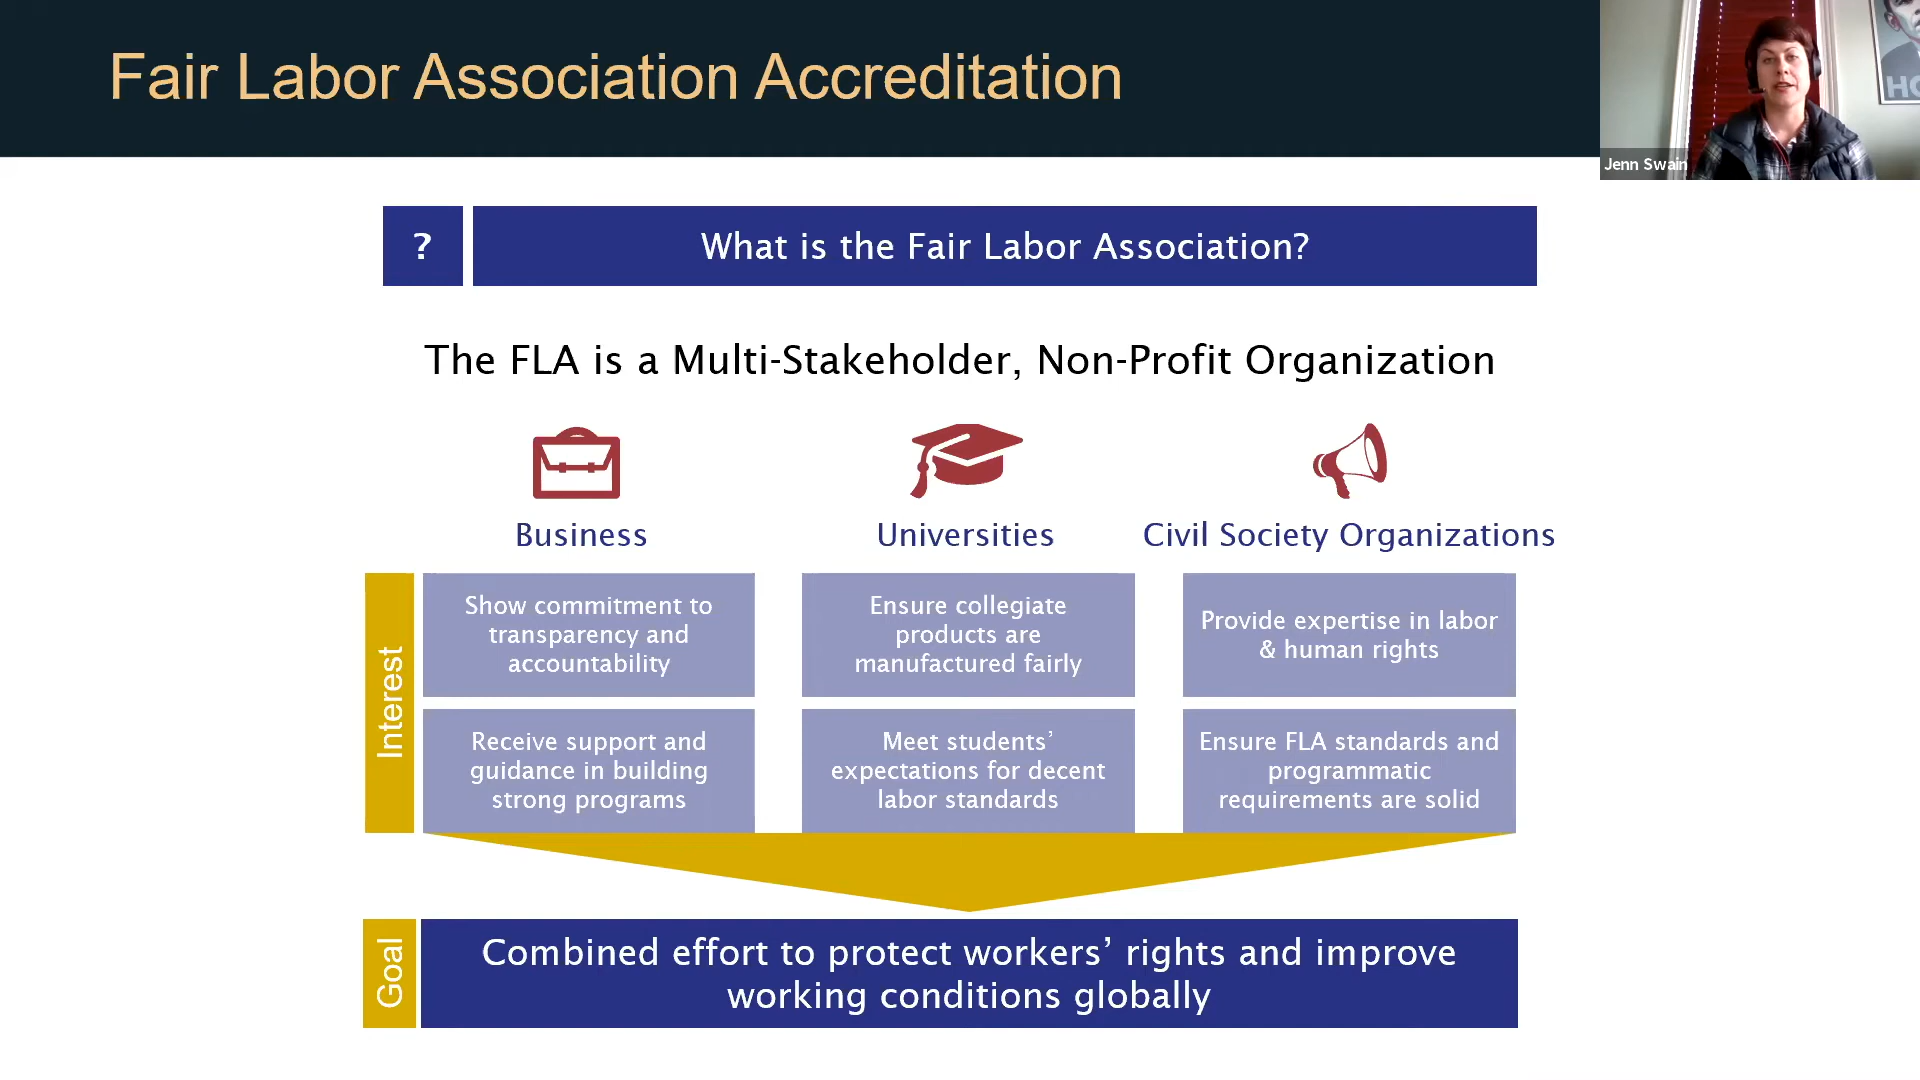 Fair Labor Association Accreditation
HO
Jenn Swain
?
What is the Fair Labor Association?
The FLA is a Multi-Stakeholder, Non-Profit Organization
Business
Universities
Civil Society Organizations
Interest
Show commitment to
transparency and
accountability
Ensure collegiate
products are
manufactured fairly
Provide expertise in labor
& human rights
Receive support and
guidance in building
strong programs
Meet students’
expectations for decent
labor standards
Ensure FLA standards and
programmatic
requirements are solid
Goal
Combined effort to protect workers’ rights and improve
working conditions globally